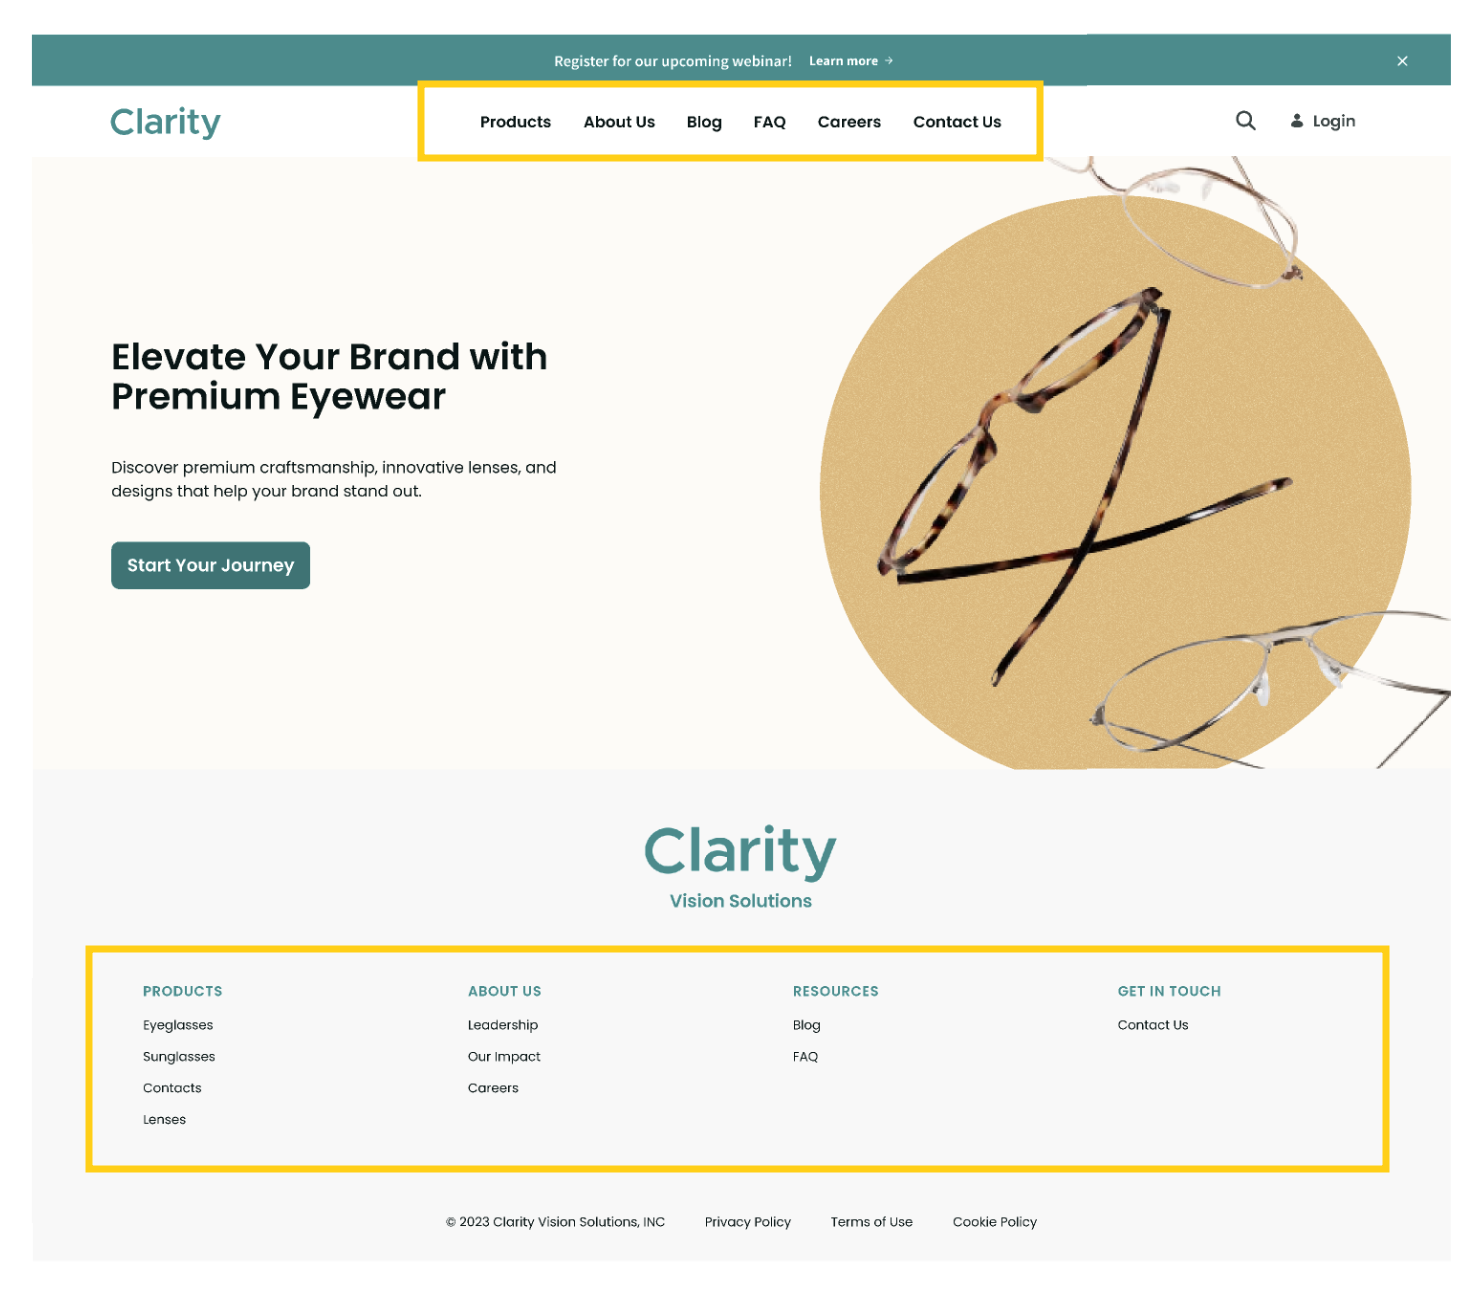 Register for our upcoming webinar! Learn more →
Clarity
Products About Us Blog FAQ Careers Contact Us
Login
Elevate Your Brand with
Premium Eyewear
Discover premium craftsmanship, innovative lenses, and
designs that help your brand stand out.
Start Your Journey
Clarity
Vision Solutions
PRODUCTS
Eyeglasses
Sunglasses
Contacts
Lenses
ABOUT US
Leadership
Our Impact
Careers
RESOURCES
Blog
FAQ
GET IN TOUCH
Contact Us
© 2023 Clarity Vision Solutions, INC Privacy Policy Terms of Use Cookie Policy